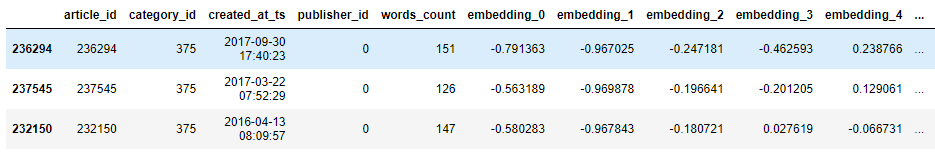 article_id category_id created_at_ts publisher_id words_count embedding_0 embedding_1 embedding_2 embedding_3 embedding_4 ...
236294 236294 375 2017-09-30 17:40:23 0 151 -0.791363 -0.967025 -0.247181 -0.462593 0.238766 ...
237545 237545 375 2017-03-22 07:52:29 0 126 -0.563189 -0.969878 -0.196641 -0.201205 0.129061 ...
232150 232150 375 2016-04-13 08:09:57 0 147 -0.580283 -0.967843 -0.180721 0.027619 -0.066731 ...